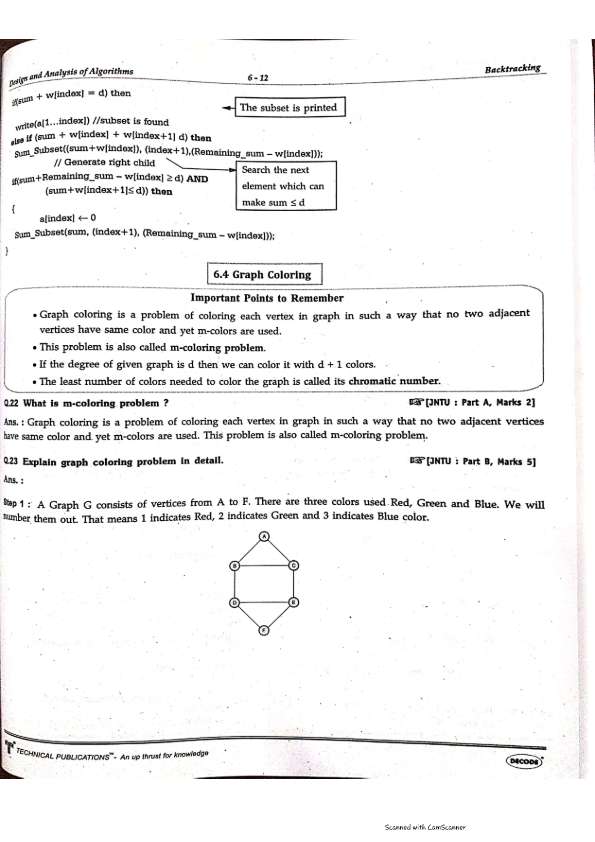 Design and Analysis of Algorithms 6 - 12 Backtracking
if(sum + w[index] = d) then
The subset is printed
write(a[1...index]) //subset is found
else if (sum + w[index] + w[index+1] d) then
Sum_Subset((sum+w[index]), (index+1),(Remaining_sum – w[index]));
// Generate right child
Search the next
if(sum+Remaining_sum – w[index] ≥ d) AND
element which can
(sum+w[index+1]≤ d)) then
make sum ≤ d
{
a[index] ← 0
Sum_Subset(sum, (index+1), (Remaining_sum – w[index]));
}
6.4 Graph Coloring
Important Points to Remember
• Graph coloring is a problem of coloring each vertex in graph in such a way that no two adjacent
vertices have same color and yet m-colors are used.
• This problem is also called m-coloring problem.
• If the degree of given graph is d then we can color it with d + 1 colors.
• The least number of colors needed to color the graph is called its chromatic number.
Q.22 What is m-coloring problem ? ☞[JNTU : Part A, Marks 2]
Ans. : Graph coloring is a problem of coloring each vertex in graph in such a way that no two adjacent vertices
have same color and yet m-colors are used. This problem is also called m-coloring problem.
Q.23 Explain graph coloring problem in detail. ☞[JNTU : Part B, Marks 5]
Ans. :
Step 1 : A Graph G consists of vertices from A to F. There are three colors used Red, Green and Blue. We will
number them out. That means 1 indicates Red, 2 indicates Green and 3 indicates Blue color.
A
B C
D E
F
T TECHNICAL PUBLICATIONS™- An up thrust for knowledge
DECODE
Scanned with CamScanner